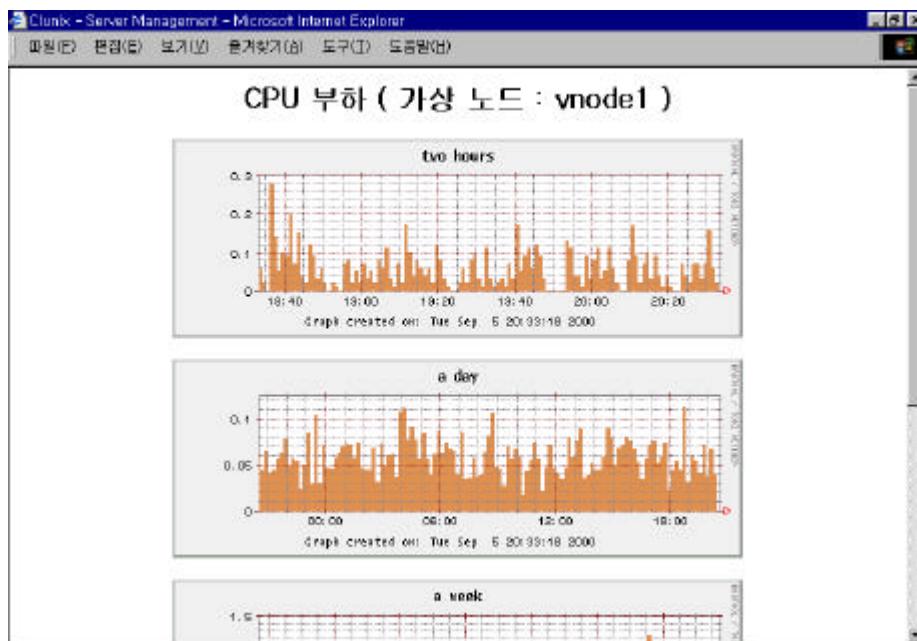 Clunix - Server Management - Microsoft Internet Explorer
파일(F) 편집(E) 보기(V) 즐겨찾기(A) 도구(T) 도움말(H)
CPU 부하 ( 가상 노드 : vnode1 )
two hours
0.3
0.2
0.1
0
18:40 19:00 19:20 19:40 20:00 20:20
Graph created on: Tue Sep 5 20:33:18 2000
a day
0.1
0.05
0
00:00 06:00 12:00 18:00
Graph created on: Tue Sep 5 20:33:18 2000
a week
1.5